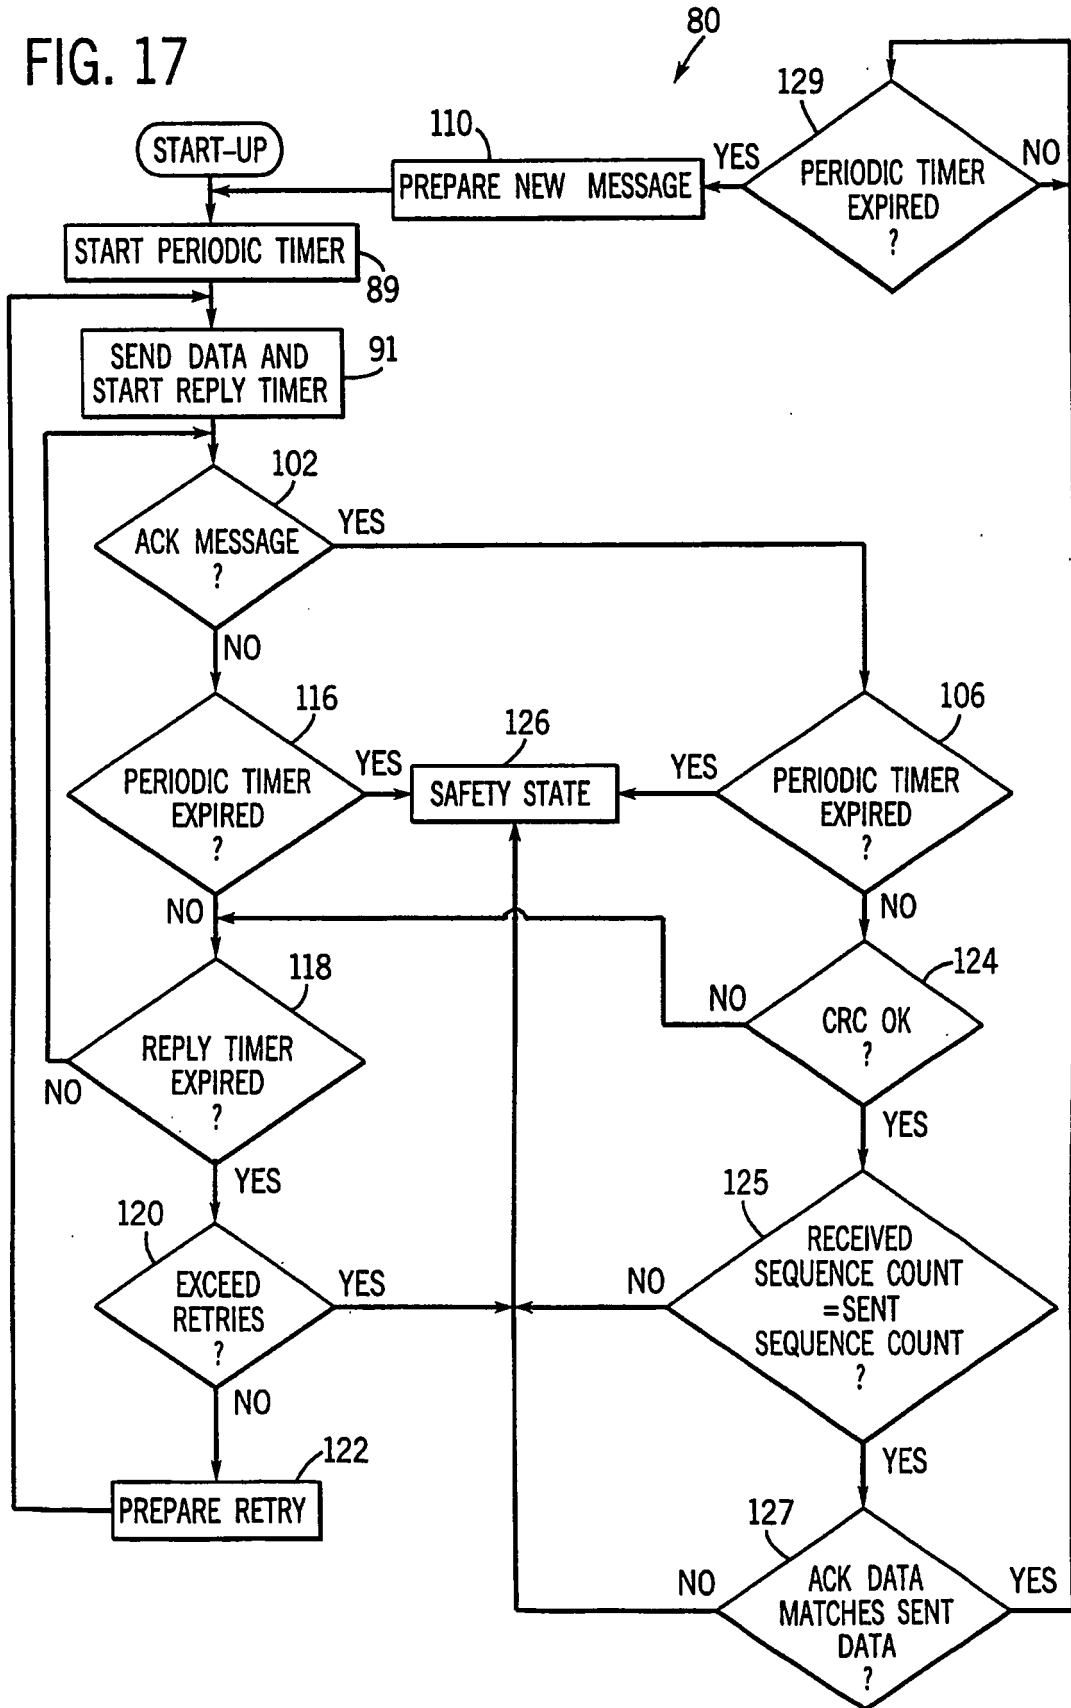 FIG. 17
80
129
PERIODIC TIMER
EXPIRED
?
YES
NO
110
PREPARE NEW MESSAGE
START-UP
START PERIODIC TIMER
89
SEND DATA AND
START REPLY TIMER
91
102
ACK MESSAGE
?
YES
NO
116
PERIODIC TIMER
EXPIRED
?
YES
NO
126
SAFETY STATE
106
PERIODIC TIMER
EXPIRED
?
YES
NO
118
REPLY TIMER
EXPIRED
?
NO
YES
124
CRC OK
?
NO
YES
120
EXCEED
RETRIES
?
YES
NO
125
RECEIVED
SEQUENCE COUNT
=SENT
SEQUENCE COUNT
?
NO
YES
122
PREPARE RETRY
127
ACK DATA
MATCHES SENT
DATA
?
NO
YES